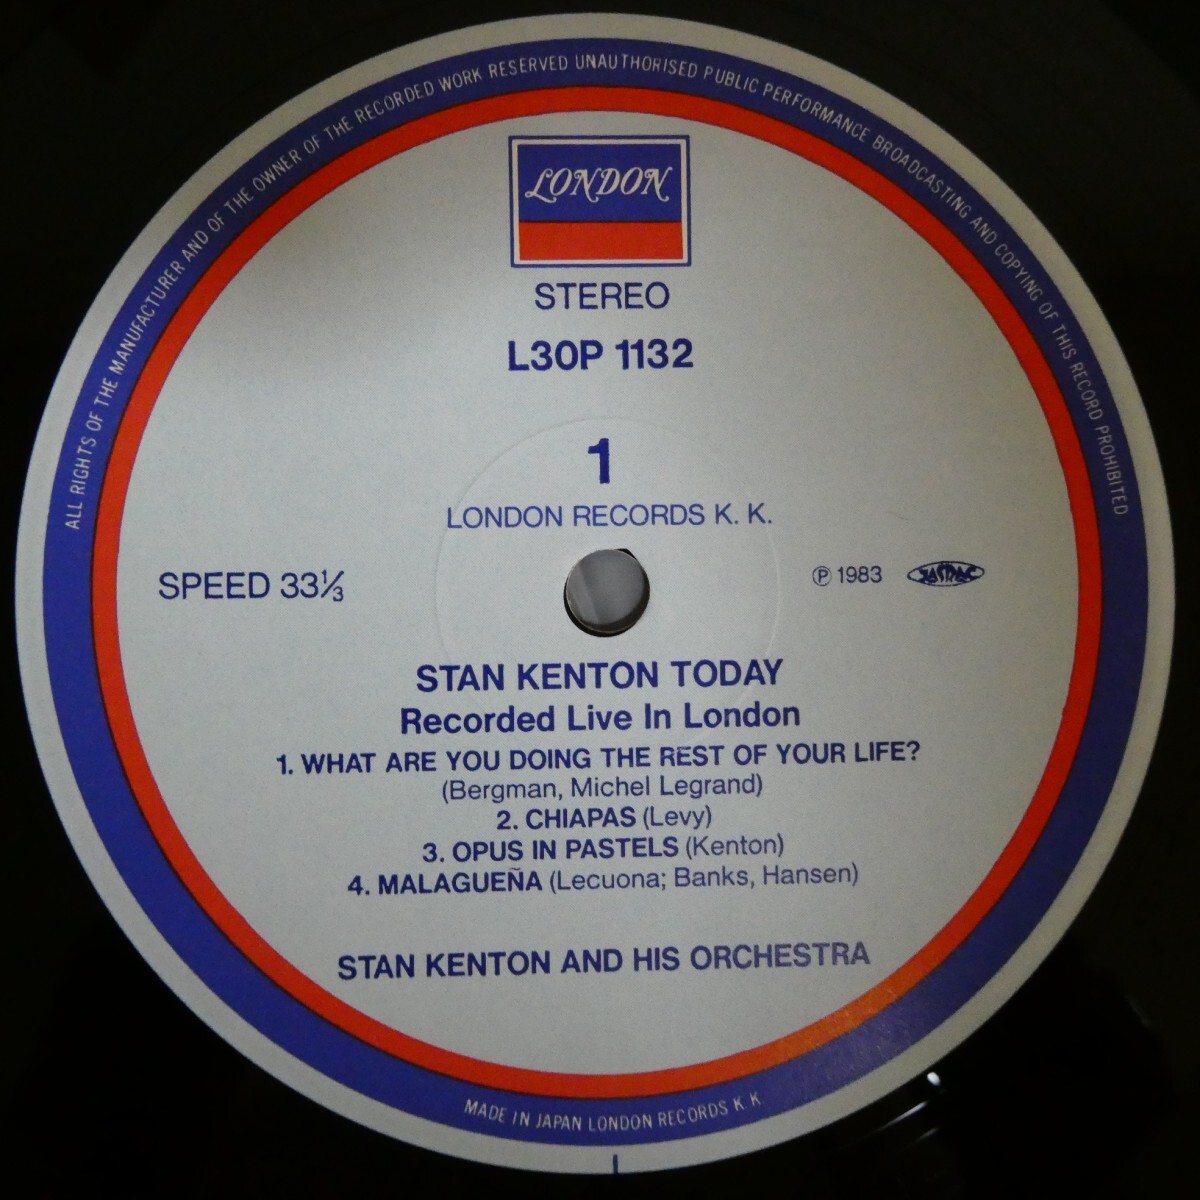 ALL RIGHTS OF THE MANUFACTURER AND OF THE OWNER OF THE RECORDED WORK RESERVED UNAUTHORISED PUBLIC PERFORMANCE BROADCASTING AND COPYING OF THIS RECORD PROHIBITED
LONDON
STEREO
L30P 1132
1
LONDON RECORDS K. K.
SPEED 33⅓
℗ 1983 JASRAC
STAN KENTON TODAY
Recorded Live In London
1. WHAT ARE YOU DOING THE REST OF YOUR LIFE?
(Bergman, Michel Legrand)
2. CHIAPAS (Levy)
3. OPUS IN PASTELS (Kenton)
4. MALAGUEÑA (Lecuona; Banks, Hansen)
STAN KENTON AND HIS ORCHESTRA
MADE IN JAPAN LONDON RECORDS K. K.